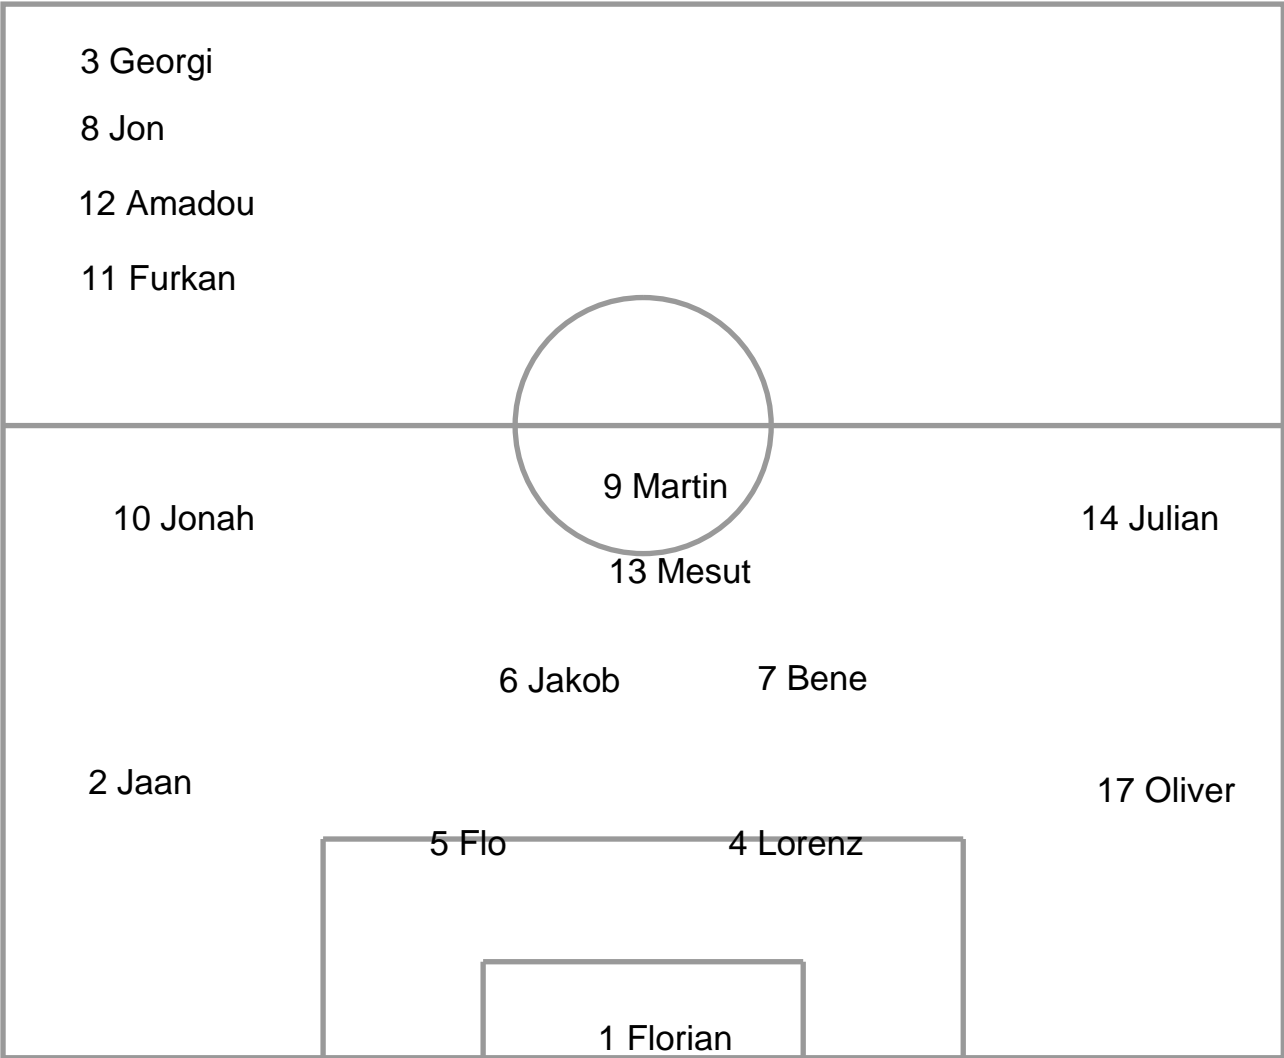 3 Georgi
8 Jon
12 Amadou
11 Furkan
9 Martin
10 Jonah
14 Julian
13 Mesut
6 Jakob
7 Bene
2 Jaan
17 Oliver
5 Flo
4 Lorenz
1 Florian